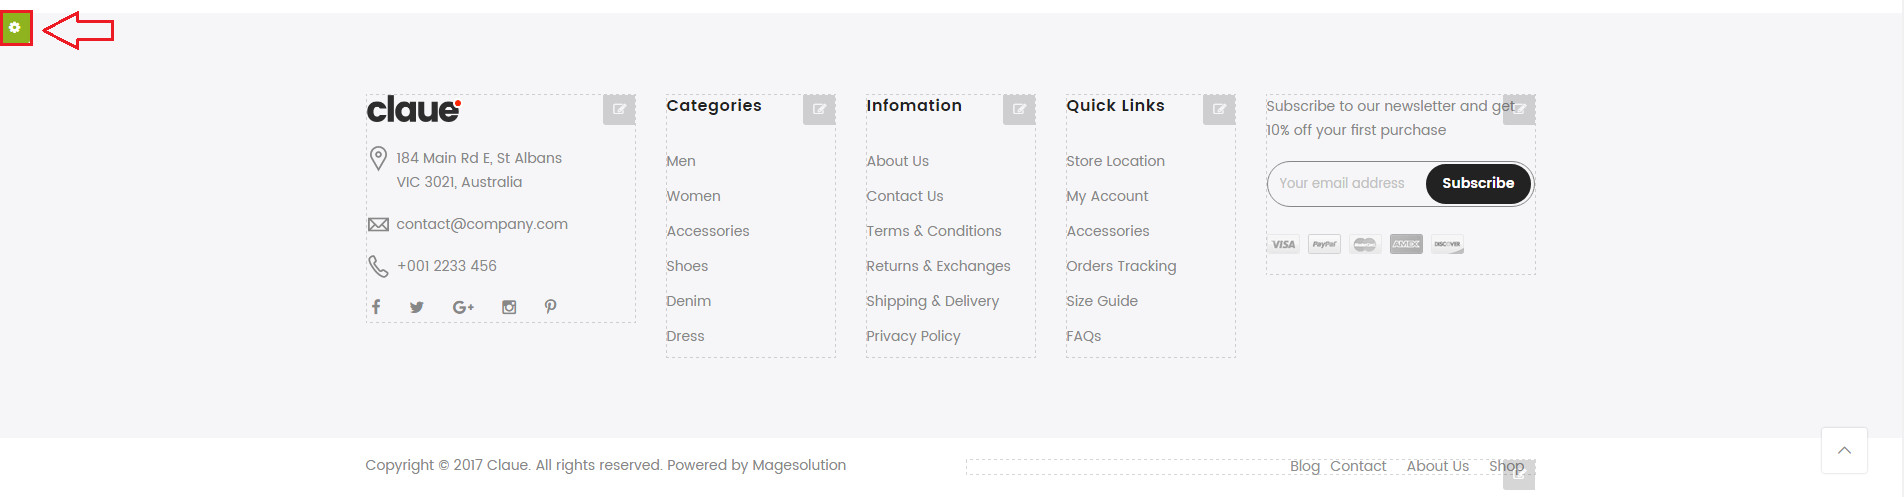 claue
184 Main Rd E, St Albans
VIC 3021, Australia
contact@company.com
+001 2233 456
Categories
Men
Women
Accessories
Shoes
Denim
Dress
Infomation
About Us
Contact Us
Terms & Conditions
Returns & Exchanges
Shipping & Delivery
Privacy Policy
Quick Links
Store Location
My Account
Accessories
Orders Tracking
Size Guide
FAQs
Subscribe to our newsletter and get
10% off your first purchase
Your email address Subscribe
VISA PayPal MasterCard AMEX DISCOVER
Copyright © 2017 Claue. All rights reserved. Powered by Magesolution
Blog Contact About Us Shop